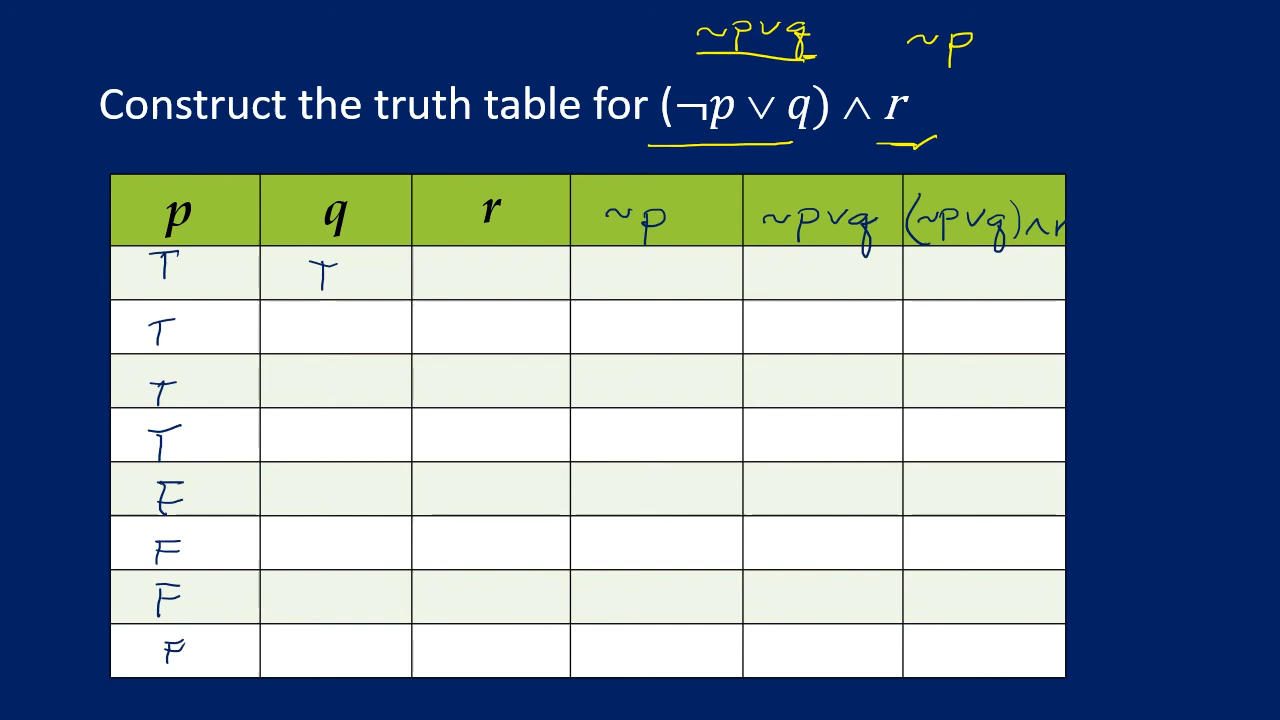 ~p∨q ~p
Construct the truth table for (¬p ∨ q) ∧ r
p q r ~p ~p∨q (~p∨q)∧r
T T
T
T
T
F
F
F
F